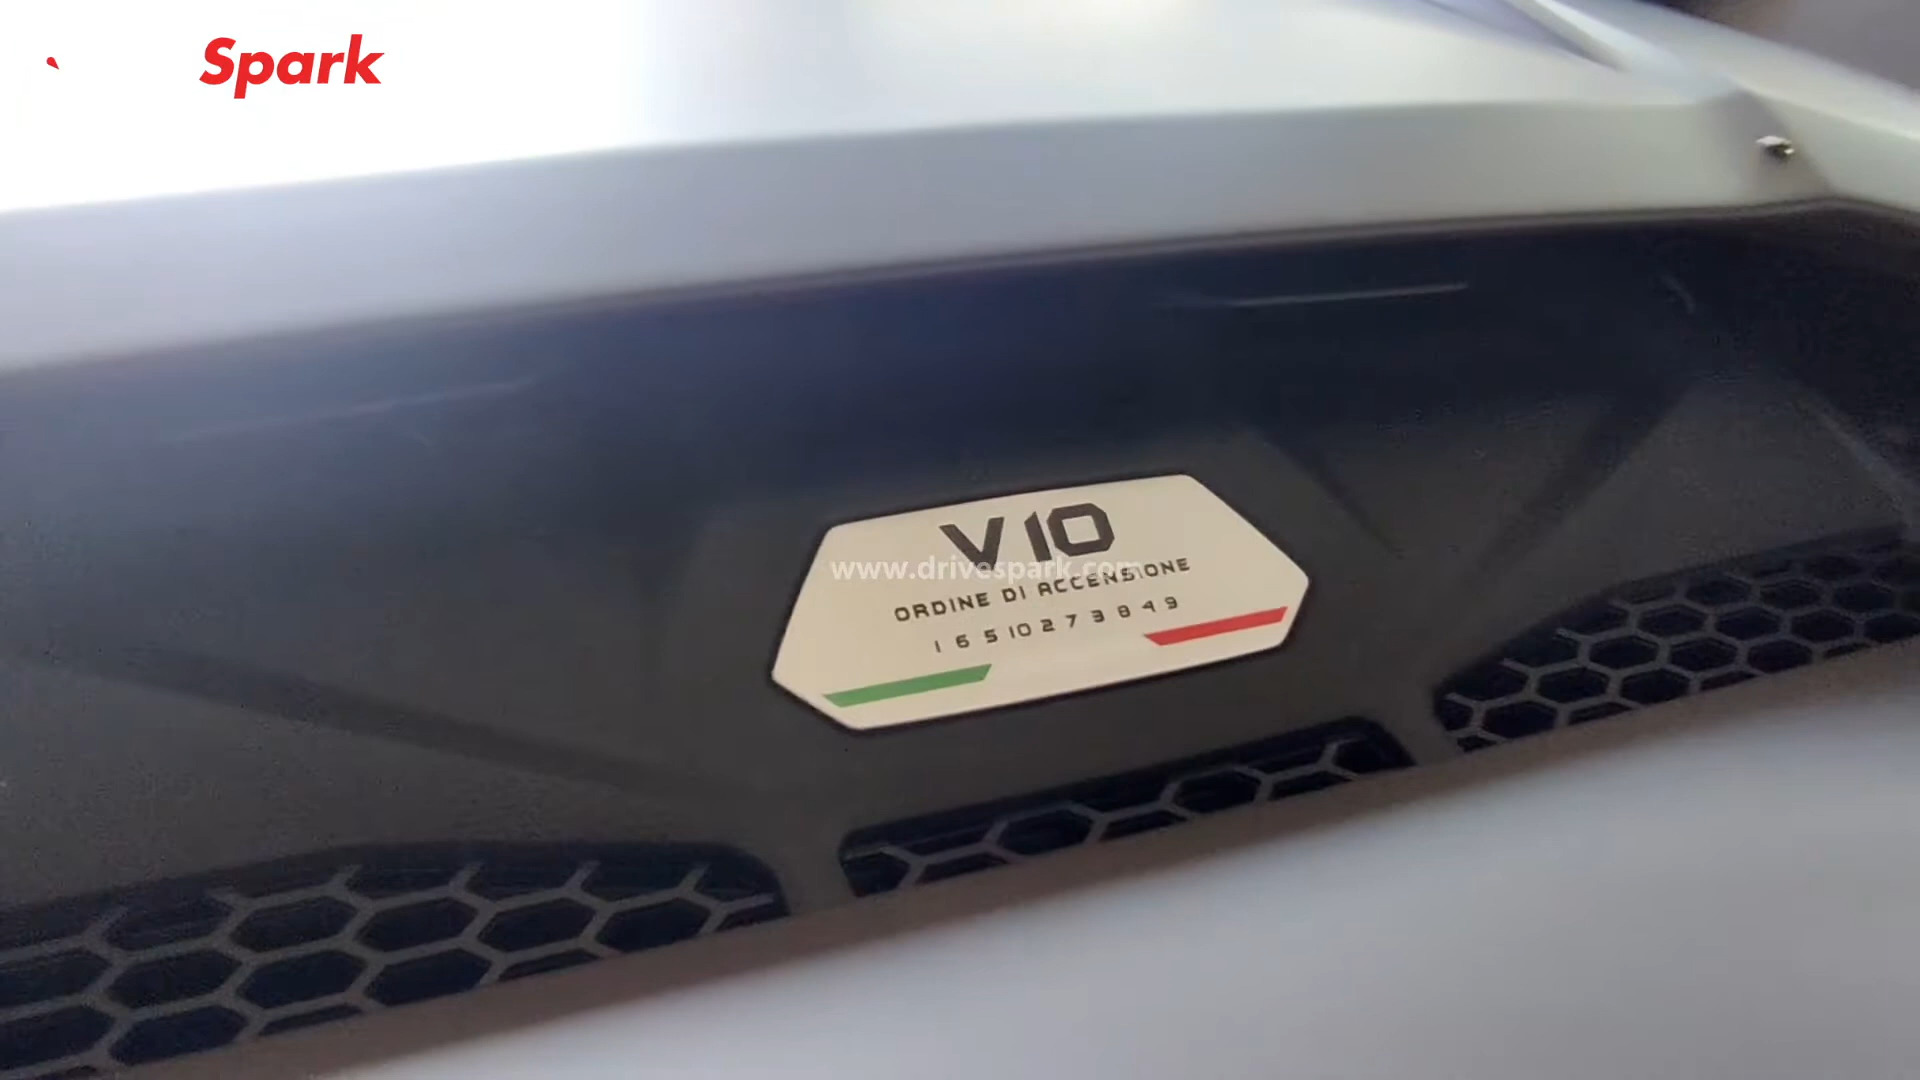 Spark
V10
www.drivespark.com
ORDINE DI ACCENSIONE
1 6 5 10 2 7 3 8 4 9